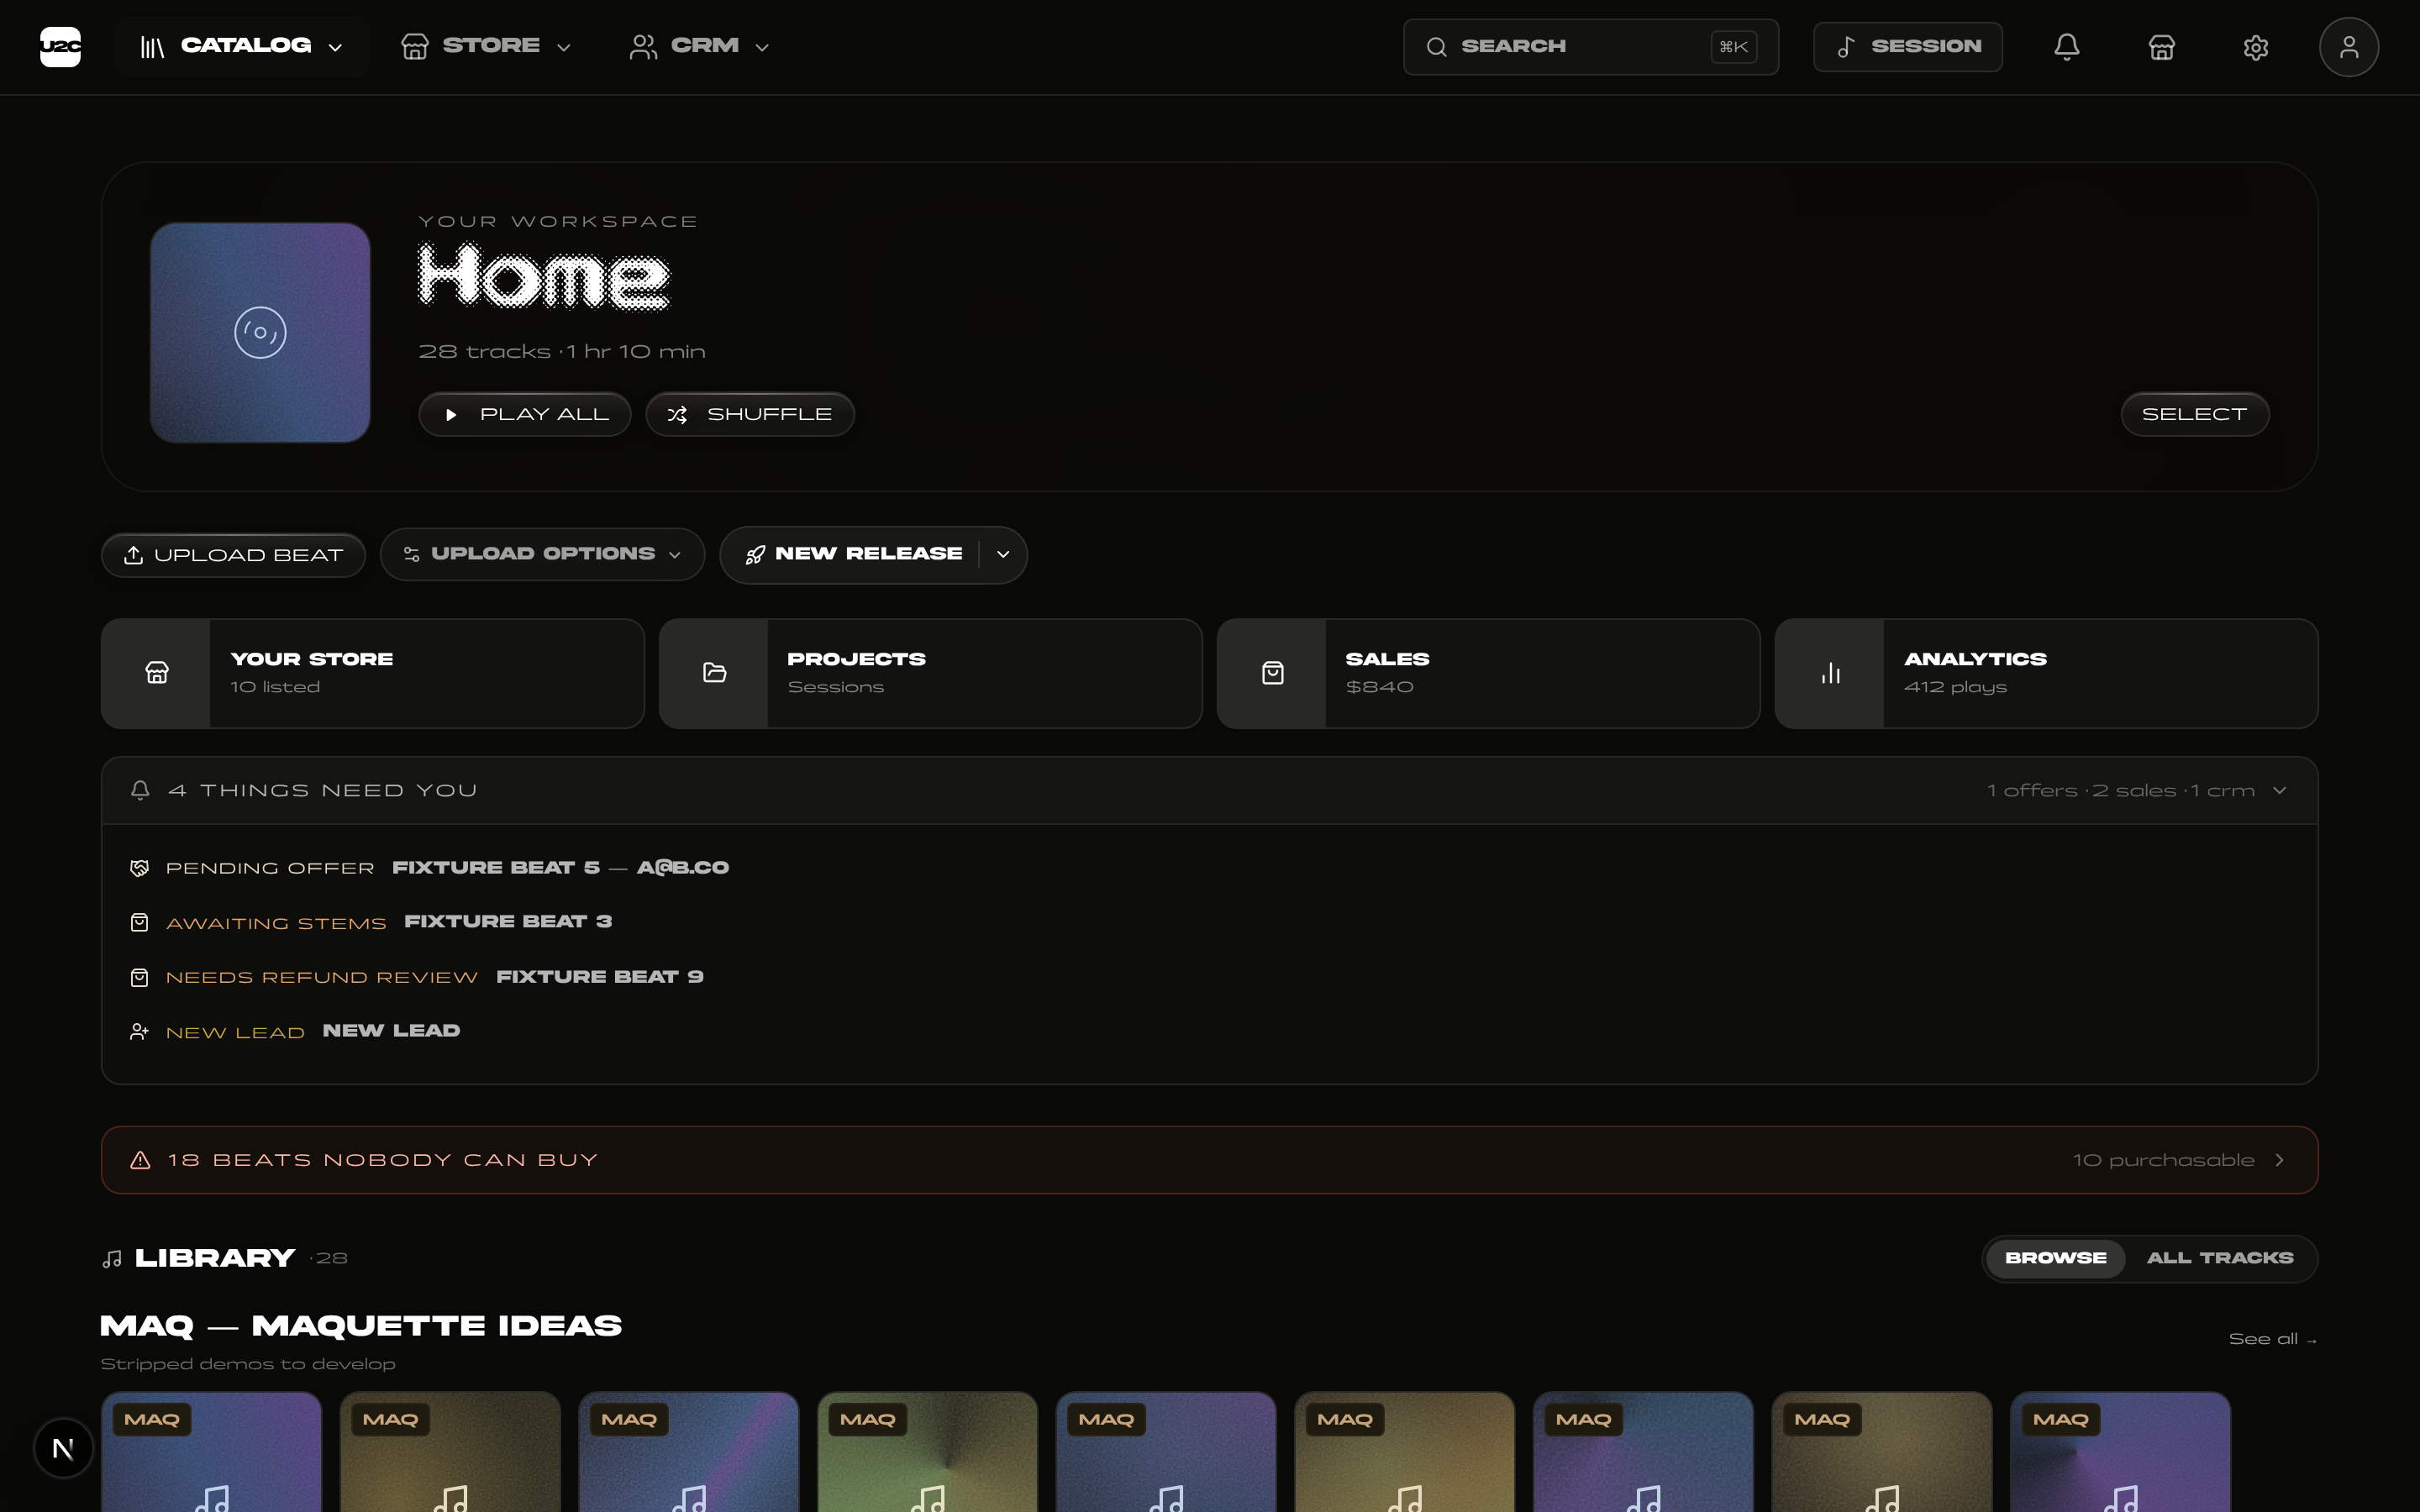 U2C CATALOG STORE CRM SEARCH ⌘K SESSION
YOUR WORKSPACE
Home
28 tracks · 1 hr 10 min
PLAY ALL SHUFFLE SELECT
UPLOAD BEAT UPLOAD OPTIONS NEW RELEASE
YOUR STORE
10 listed
PROJECTS
Sessions
SALES
$840
ANALYTICS
412 plays
4 THINGS NEED YOU 1 offers · 2 sales · 1 crm
PENDING OFFER FIXTURE BEAT 5 — A@B.CO
AWAITING STEMS FIXTURE BEAT 3
NEEDS REFUND REVIEW FIXTURE BEAT 9
NEW LEAD NEW LEAD
18 BEATS NOBODY CAN BUY 10 purchasable
LIBRARY · 28 BROWSE ALL TRACKS
MAQ — MAQUETTE IDEAS
See all →
Stripped demos to develop
MAQ MAQ MAQ MAQ MAQ MAQ MAQ MAQ MAQ
N